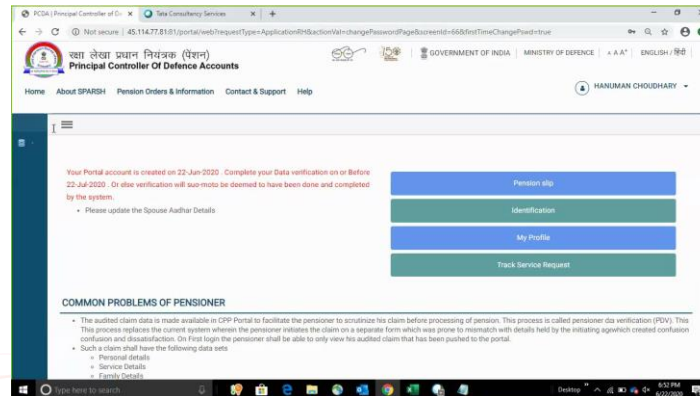 PCDA | Principal Controller of De
Tata Consultancy Services
Not secure | 45.114.77.81:81/portal/web?requestType=ApplicationRH&actionVal=changePasswordPage&screenId=66&firstTimeChangePswd=true
रक्षा लेखा प्रधान नियंत्रक (पेंशन)
Principal Controller Of Defence Accounts
GOVERNMENT OF INDIA | MINISTRY OF DEFENCE | A A A+ | ENGLISH / हिंदी
Home About SPARSH Pension Orders & Information Contact & Support Help
HANUMAN CHOUDHARY
Your Portal account is created on 22-Jun-2020 . Complete your Data verification on or Before
22-Jul-2020 . Or else verification will suo-moto be deemed to have been done and completed
by the system.
• Please update the Spouse Aadhar Details
Pension slip
Identification
My Profile
Track Service Request
COMMON PROBLEMS OF PENSIONER
• The audited claim data is made available in CPP Portal to facilitate the pensioner to scrutinize his claim before processing of pension. This process is called pensioner da verification (PDV). This
This process replaces the current system wherein the pensioner initiates the claim on a separate form which was prone to mismatch with details held by the initiating agwhich created confusion
confusion and dissatisfaction. On First login the pensioner shall be able to only view his audited claim that has been pushed to the portal.
• Such a claim shall have the following data sets
Personal details
Service Details
Family Details
Type here to search
Desktop
6:52 PM
6/22/2020